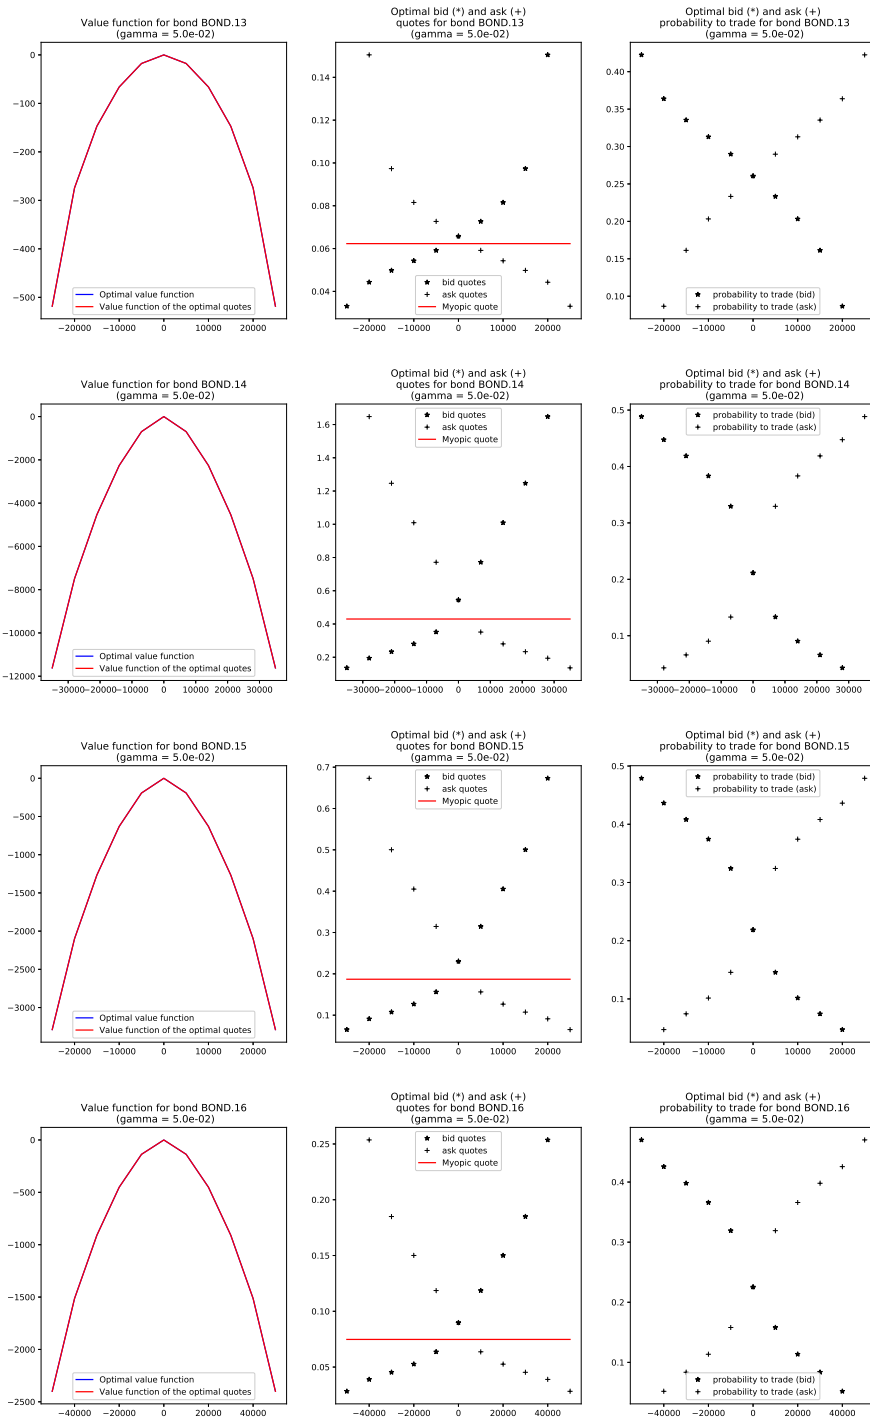 Value function for bond BOND.13
(gamma = 5.0e-02)
0
−100
−200
−300
−400
−500
−20000 −10000 0 10000 20000
Optimal value function
Value function of the optimal quotes
Optimal bid (*) and ask (+)
quotes for bond BOND.13
(gamma = 5.0e-02)
0.14
0.12
0.10
0.08
0.06
0.04
−20000 −10000 0 10000 20000
bid quotes
ask quotes
Myopic quote
Optimal bid (*) and ask (+)
probability to trade for bond BOND.13
(gamma = 5.0e-02)
0.40
0.35
0.30
0.25
0.20
0.15
0.10
−20000 −10000 0 10000 20000
probability to trade (bid)
probability to trade (ask)
Value function for bond BOND.14
(gamma = 5.0e-02)
0
−2000
−4000
−6000
−8000
−10000
−12000
−30000 −20000 −10000 0 10000 20000 30000
Optimal value function
Value function of the optimal quotes
Optimal bid (*) and ask (+)
quotes for bond BOND.14
(gamma = 5.0e-02)
1.6
1.4
1.2
1.0
0.8
0.6
0.4
0.2
−30000 −20000 −10000 0 10000 20000 30000
bid quotes
ask quotes
Myopic quote
Optimal bid (*) and ask (+)
probability to trade for bond BOND.14
(gamma = 5.0e-02)
0.5
0.4
0.3
0.2
0.1
−30000 −20000 −10000 0 10000 20000 30000
probability to trade (bid)
probability to trade (ask)
Value function for bond BOND.15
(gamma = 5.0e-02)
0
−500
−1000
−1500
−2000
−2500
−3000
−20000 −10000 0 10000 20000
Optimal value function
Value function of the optimal quotes
Optimal bid (*) and ask (+)
quotes for bond BOND.15
(gamma = 5.0e-02)
0.7
0.6
0.5
0.4
0.3
0.2
0.1
−20000 −10000 0 10000 20000
bid quotes
ask quotes
Myopic quote
Optimal bid (*) and ask (+)
probability to trade for bond BOND.15
(gamma = 5.0e-02)
0.5
0.4
0.3
0.2
0.1
−20000 −10000 0 10000 20000
probability to trade (bid)
probability to trade (ask)
Value function for bond BOND.16
(gamma = 5.0e-02)
0
−500
−1000
−1500
−2000
−2500
−40000 −20000 0 20000 40000
Optimal value function
Value function of the optimal quotes
Optimal bid (*) and ask (+)
quotes for bond BOND.16
(gamma = 5.0e-02)
0.25
0.20
0.15
0.10
0.05
−40000 −20000 0 20000 40000
bid quotes
ask quotes
Myopic quote
Optimal bid (*) and ask (+)
probability to trade for bond BOND.16
(gamma = 5.0e-02)
0.4
0.3
0.2
0.1
−40000 −20000 0 20000 40000
probability to trade (bid)
probability to trade (ask)